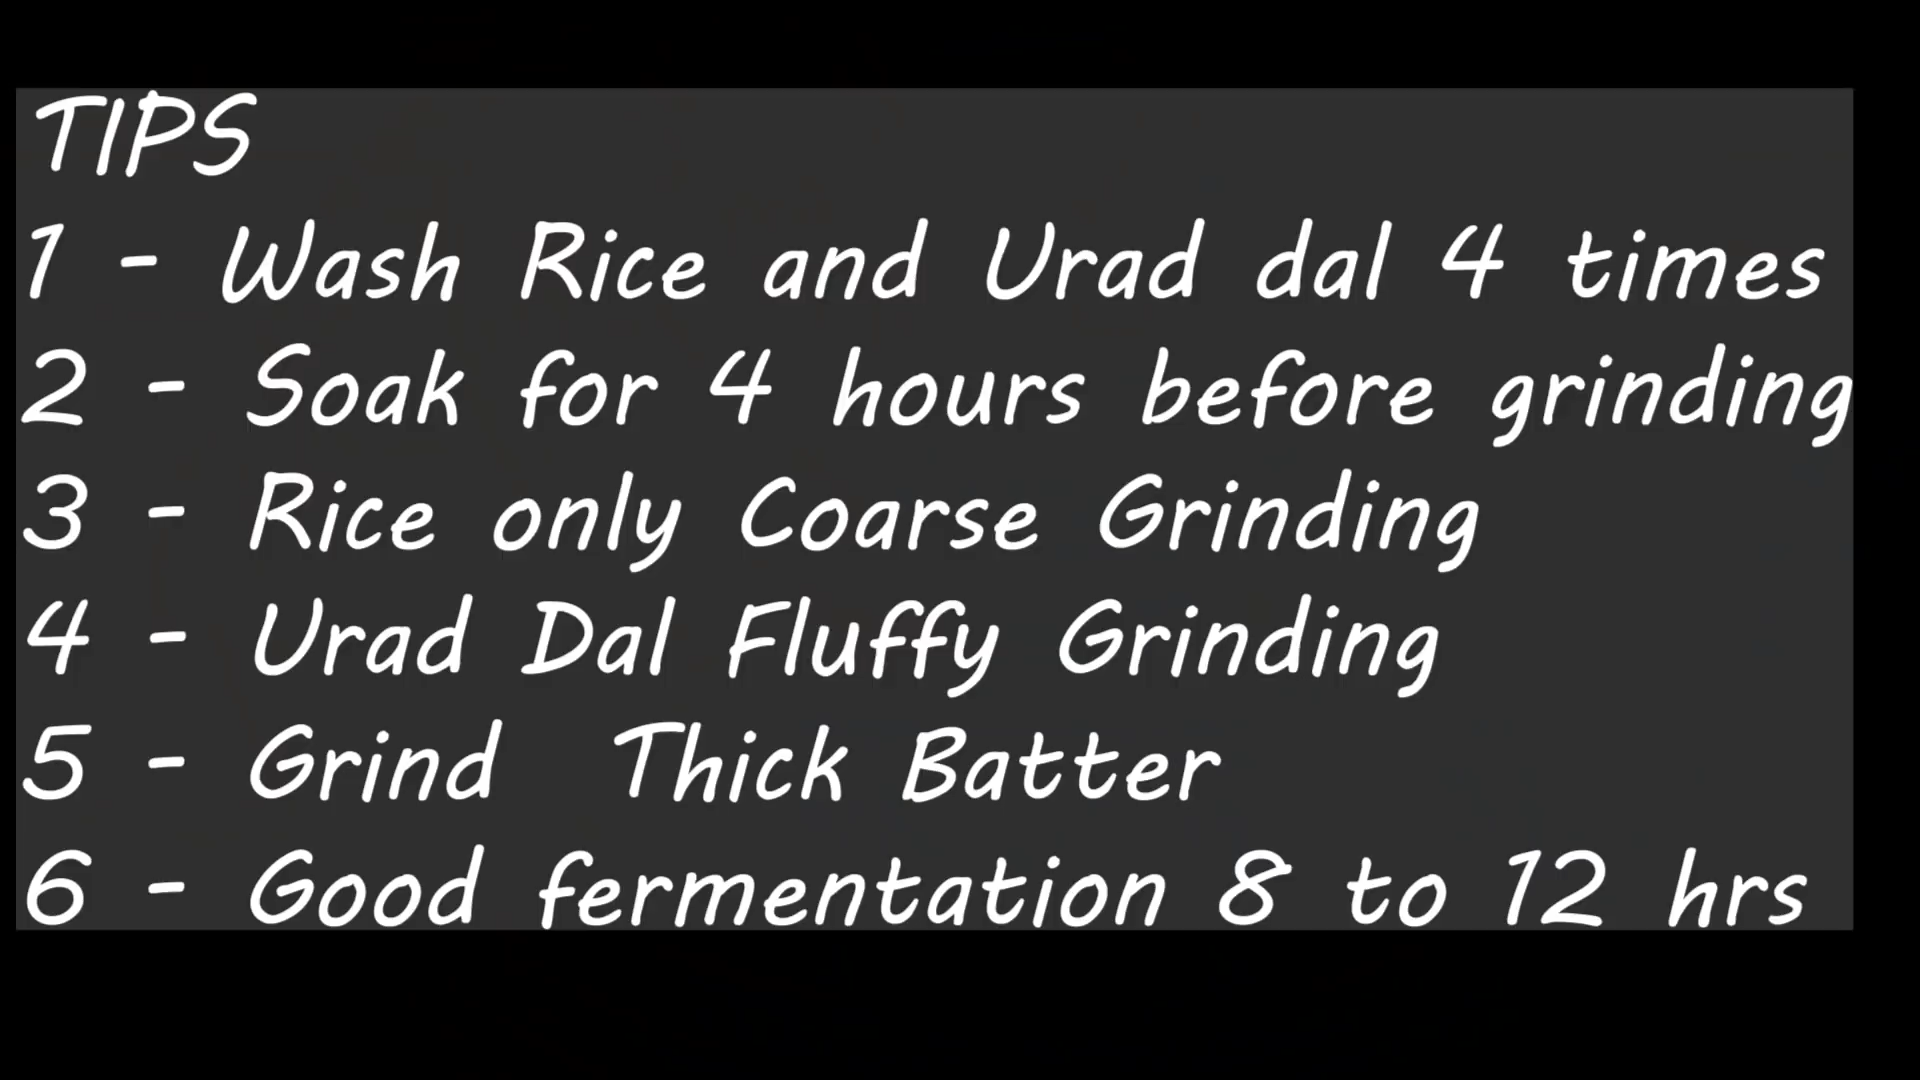 TIPS
1 - Wash Rice and Urad dal 4 times
2 - Soak for 4 hours before grinding
3 - Rice only Coarse Grinding
4 - Urad Dal Fluffy Grinding
5 - Grind Thick Batter
6 - Good fermentation 8 to 12 hrs